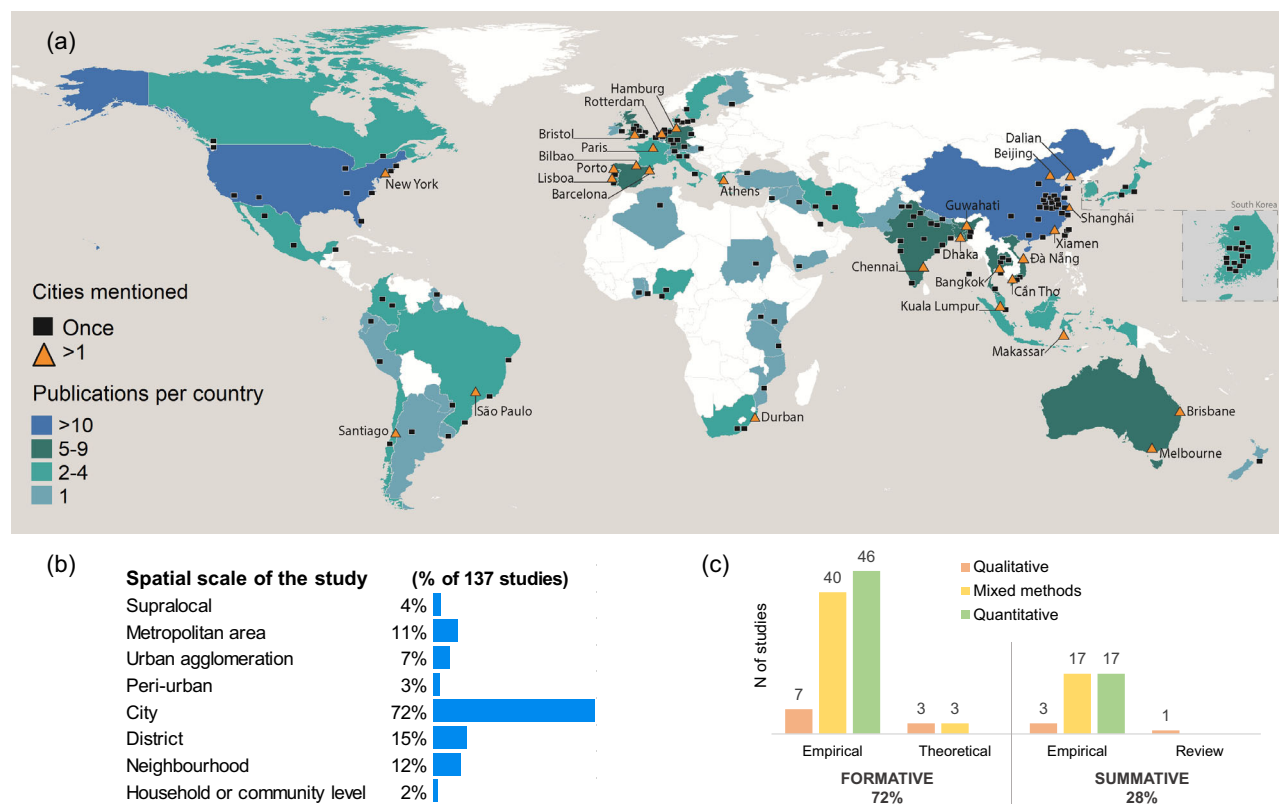 (a)
Hamburg
Rotterdam
Bristol
Paris
Bilbao
Porto
Lisboa
Barcelona
Athens
New York
Dalian
Beijing
Guwahati
Shanghái
South Korea
Xiamen
Dhaka
Đà Nẵng
Chennai
Bangkok
Cần Thơ
Kuala Lumpur
Makassar
São Paulo
Santiago
Durban
Brisbane
Melbourne
Cities mentioned
Once
>1
Publications per country
>10
5-9
2-4
1
(b)
Spatial scale of the study (% of 137 studies)
Supralocal 4%
Metropolitan area 11%
Urban agglomeration 7%
Peri-urban 3%
City 72%
District 15%
Neighbourhood 12%
Household or community level 2%
(c)
Qualitative
Mixed methods
Quantitative
N of studies
7 40 46 3 3 3 17 17 1
Empirical Theoretical Empirical Review
FORMATIVE SUMMATIVE
72% 28%